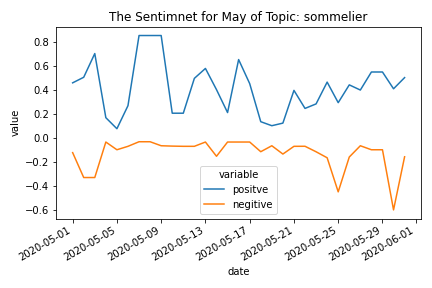 The Sentimnet for May of Topic: sommelier
value
0.8
0.6
0.4
0.2
0.0
−0.2
−0.4
−0.6
variable
positve
negitive
2020-05-01
2020-05-05
2020-05-09
2020-05-13
2020-05-17
2020-05-21
2020-05-25
2020-05-29
2020-06-01
date